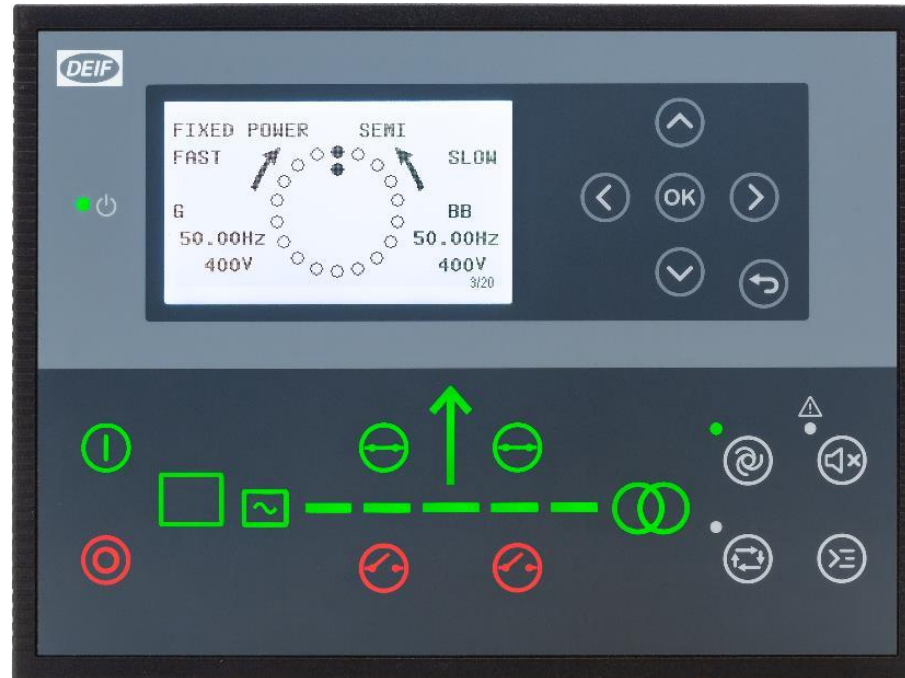 DEIF
FIXED POWER SEMI
FAST SLOW
G BB
50.00Hz 50.00Hz
400V 400V
3/20
OK